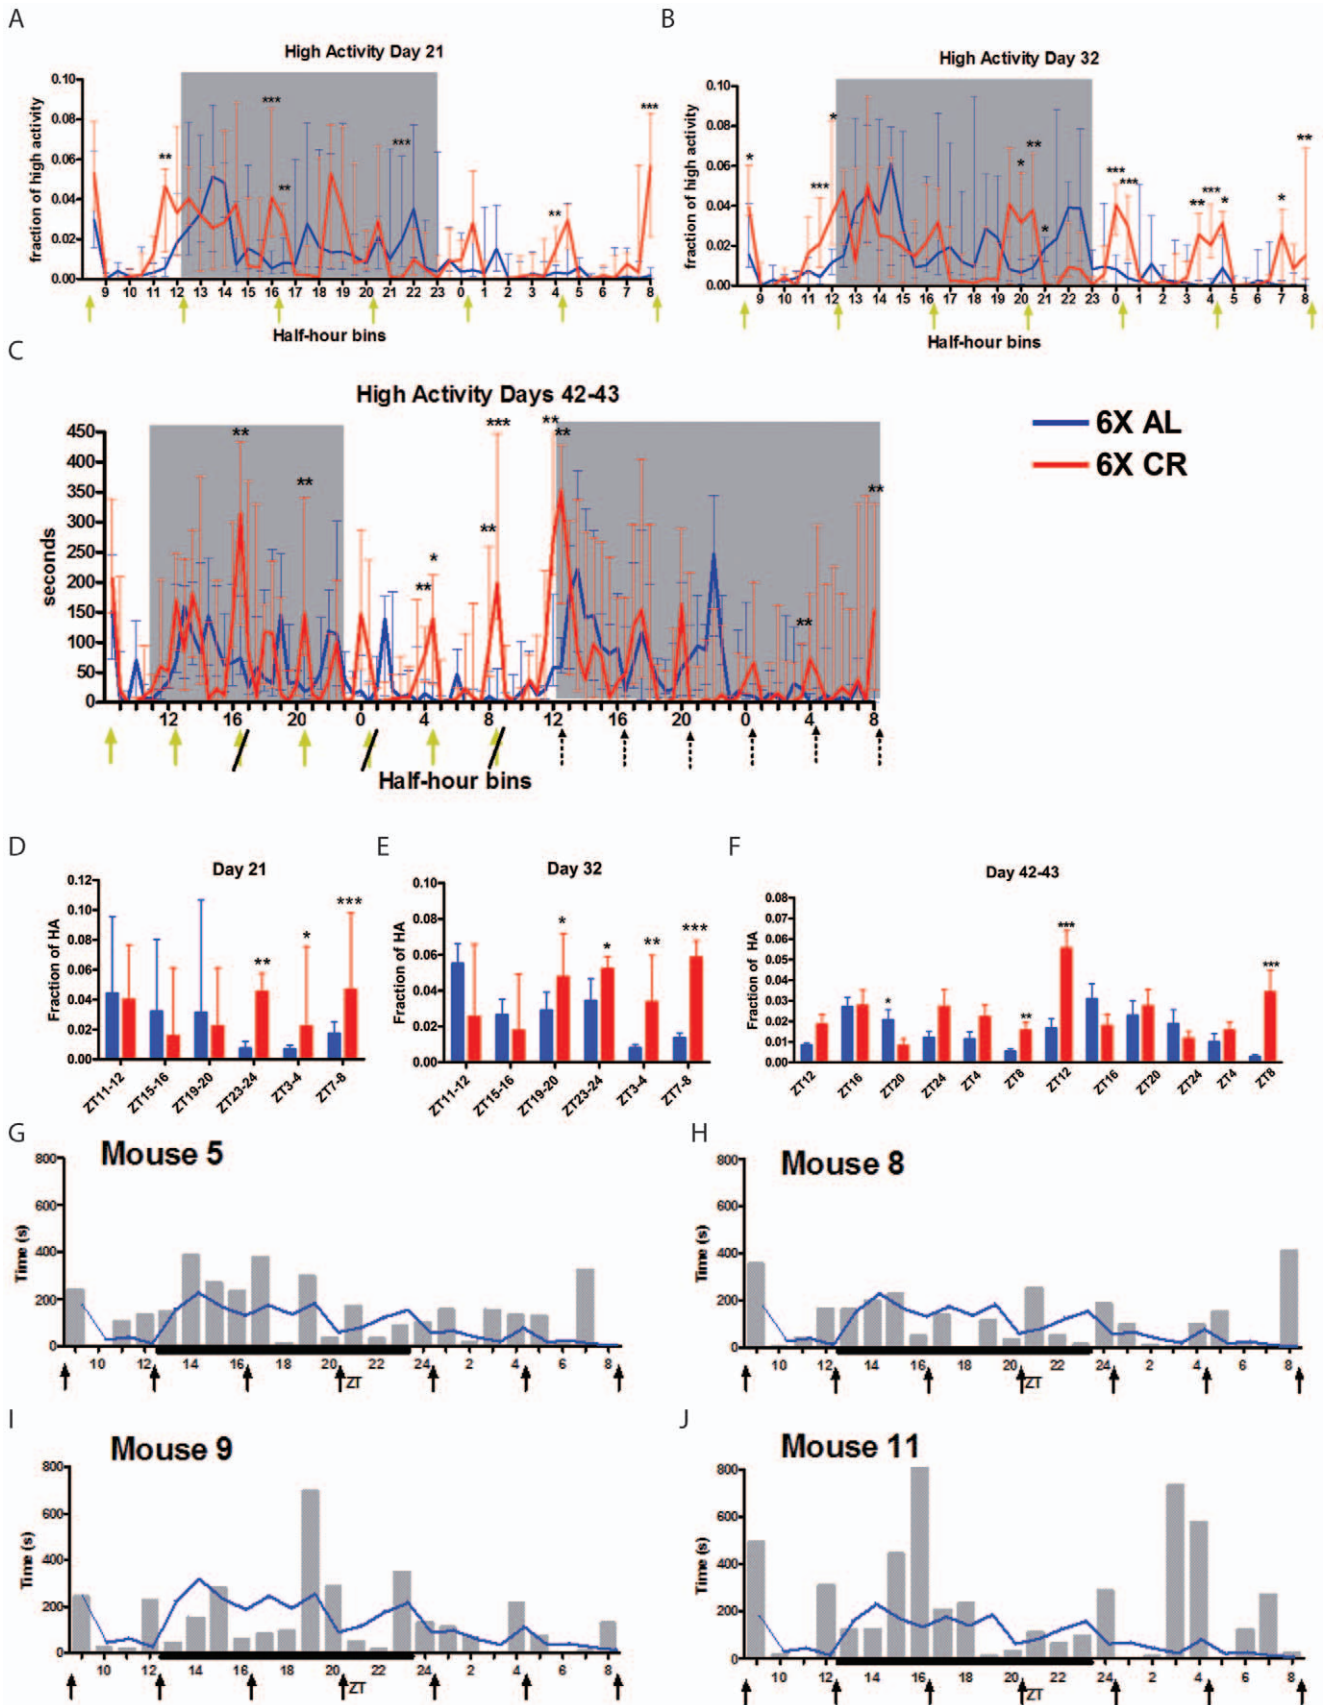 A
B
High Activity Day 21
High Activity Day 32
fraction of high activity
0.10
0.08
0.06
0.04
0.02
0.00
*** ** ** *** ** ***
9 10 11 12 13 14 15 16 17 18 19 20 21 22 23 0 1 2 3 4 5 6 7 8
Half-hour bins
fraction of high activity
0.10
0.08
0.06
0.04
0.02
0.00
* *** * * ** * *** *** ** *** * * **
9 10 11 12 13 14 15 16 17 18 19 20 21 22 23 0 1 2 3 4 5 6 7 8
Half-hour bins
C
High Activity Days 42-43
6X AL
6X CR
seconds
450
400
350
300
250
200
150
100
50
0
** ** ** * ** *** ** ** ** **
12 16 20 0 4 8 12 16 20 0 4 8
Half-hour bins
D
E
F
Day 21
Fraction of HA
0.12
0.10
0.08
0.06
0.04
0.02
0.00
** * ***
ZT11-12 ZT15-16 ZT19-20 ZT23-24 ZT3-4 ZT7-8
Day 32
Fraction of HA
0.10
0.08
0.06
0.04
0.02
0.00
* * ** ***
ZT11-12 ZT15-16 ZT19-20 ZT23-24 ZT3-4 ZT7-8
Day 42-43
Fraction of HA
0.08
0.07
0.06
0.05
0.04
0.03
0.02
0.01
0.00
* ** *** ***
ZT12 ZT16 ZT20 ZT24 ZT4 ZT8 ZT12 ZT16 ZT20 ZT24 ZT4 ZT8
G
H
Mouse 5
Time (s)
800
600
400
200
0
10 12 14 16 18 20 22 24 2 4 6 8
ZT
Mouse 8
Time (s)
800
600
400
200
0
10 12 14 16 18 20 22 24 2 4 6 8
ZT
I
J
Mouse 9
Time (s)
800
600
400
200
0
10 12 14 16 18 20 22 24 2 4 6 8
ZT
Mouse 11
Time (s)
800
600
400
200
0
10 12 14 16 18 20 22 24 2 4 6 8
ZT